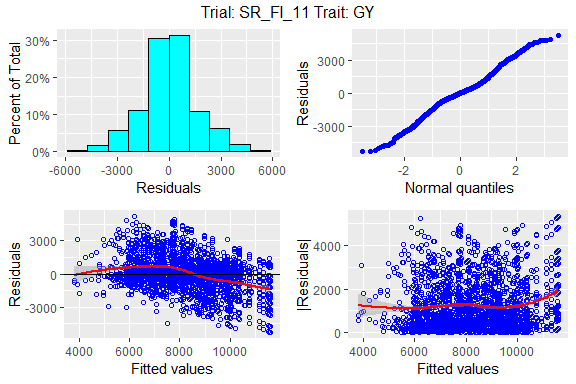 Trial: SR_FI_11 Trait: GY
Percent of Total
30%
20%
10%
0%
-6000 -3000 0 3000 6000
Residuals
Residuals
3000
0
-3000
-2 0 2
Normal quantiles
Residuals
3000
0
-3000
4000 6000 8000 10000
Fitted values
|Residuals|
4000
2000
0
4000 6000 8000 10000
Fitted values